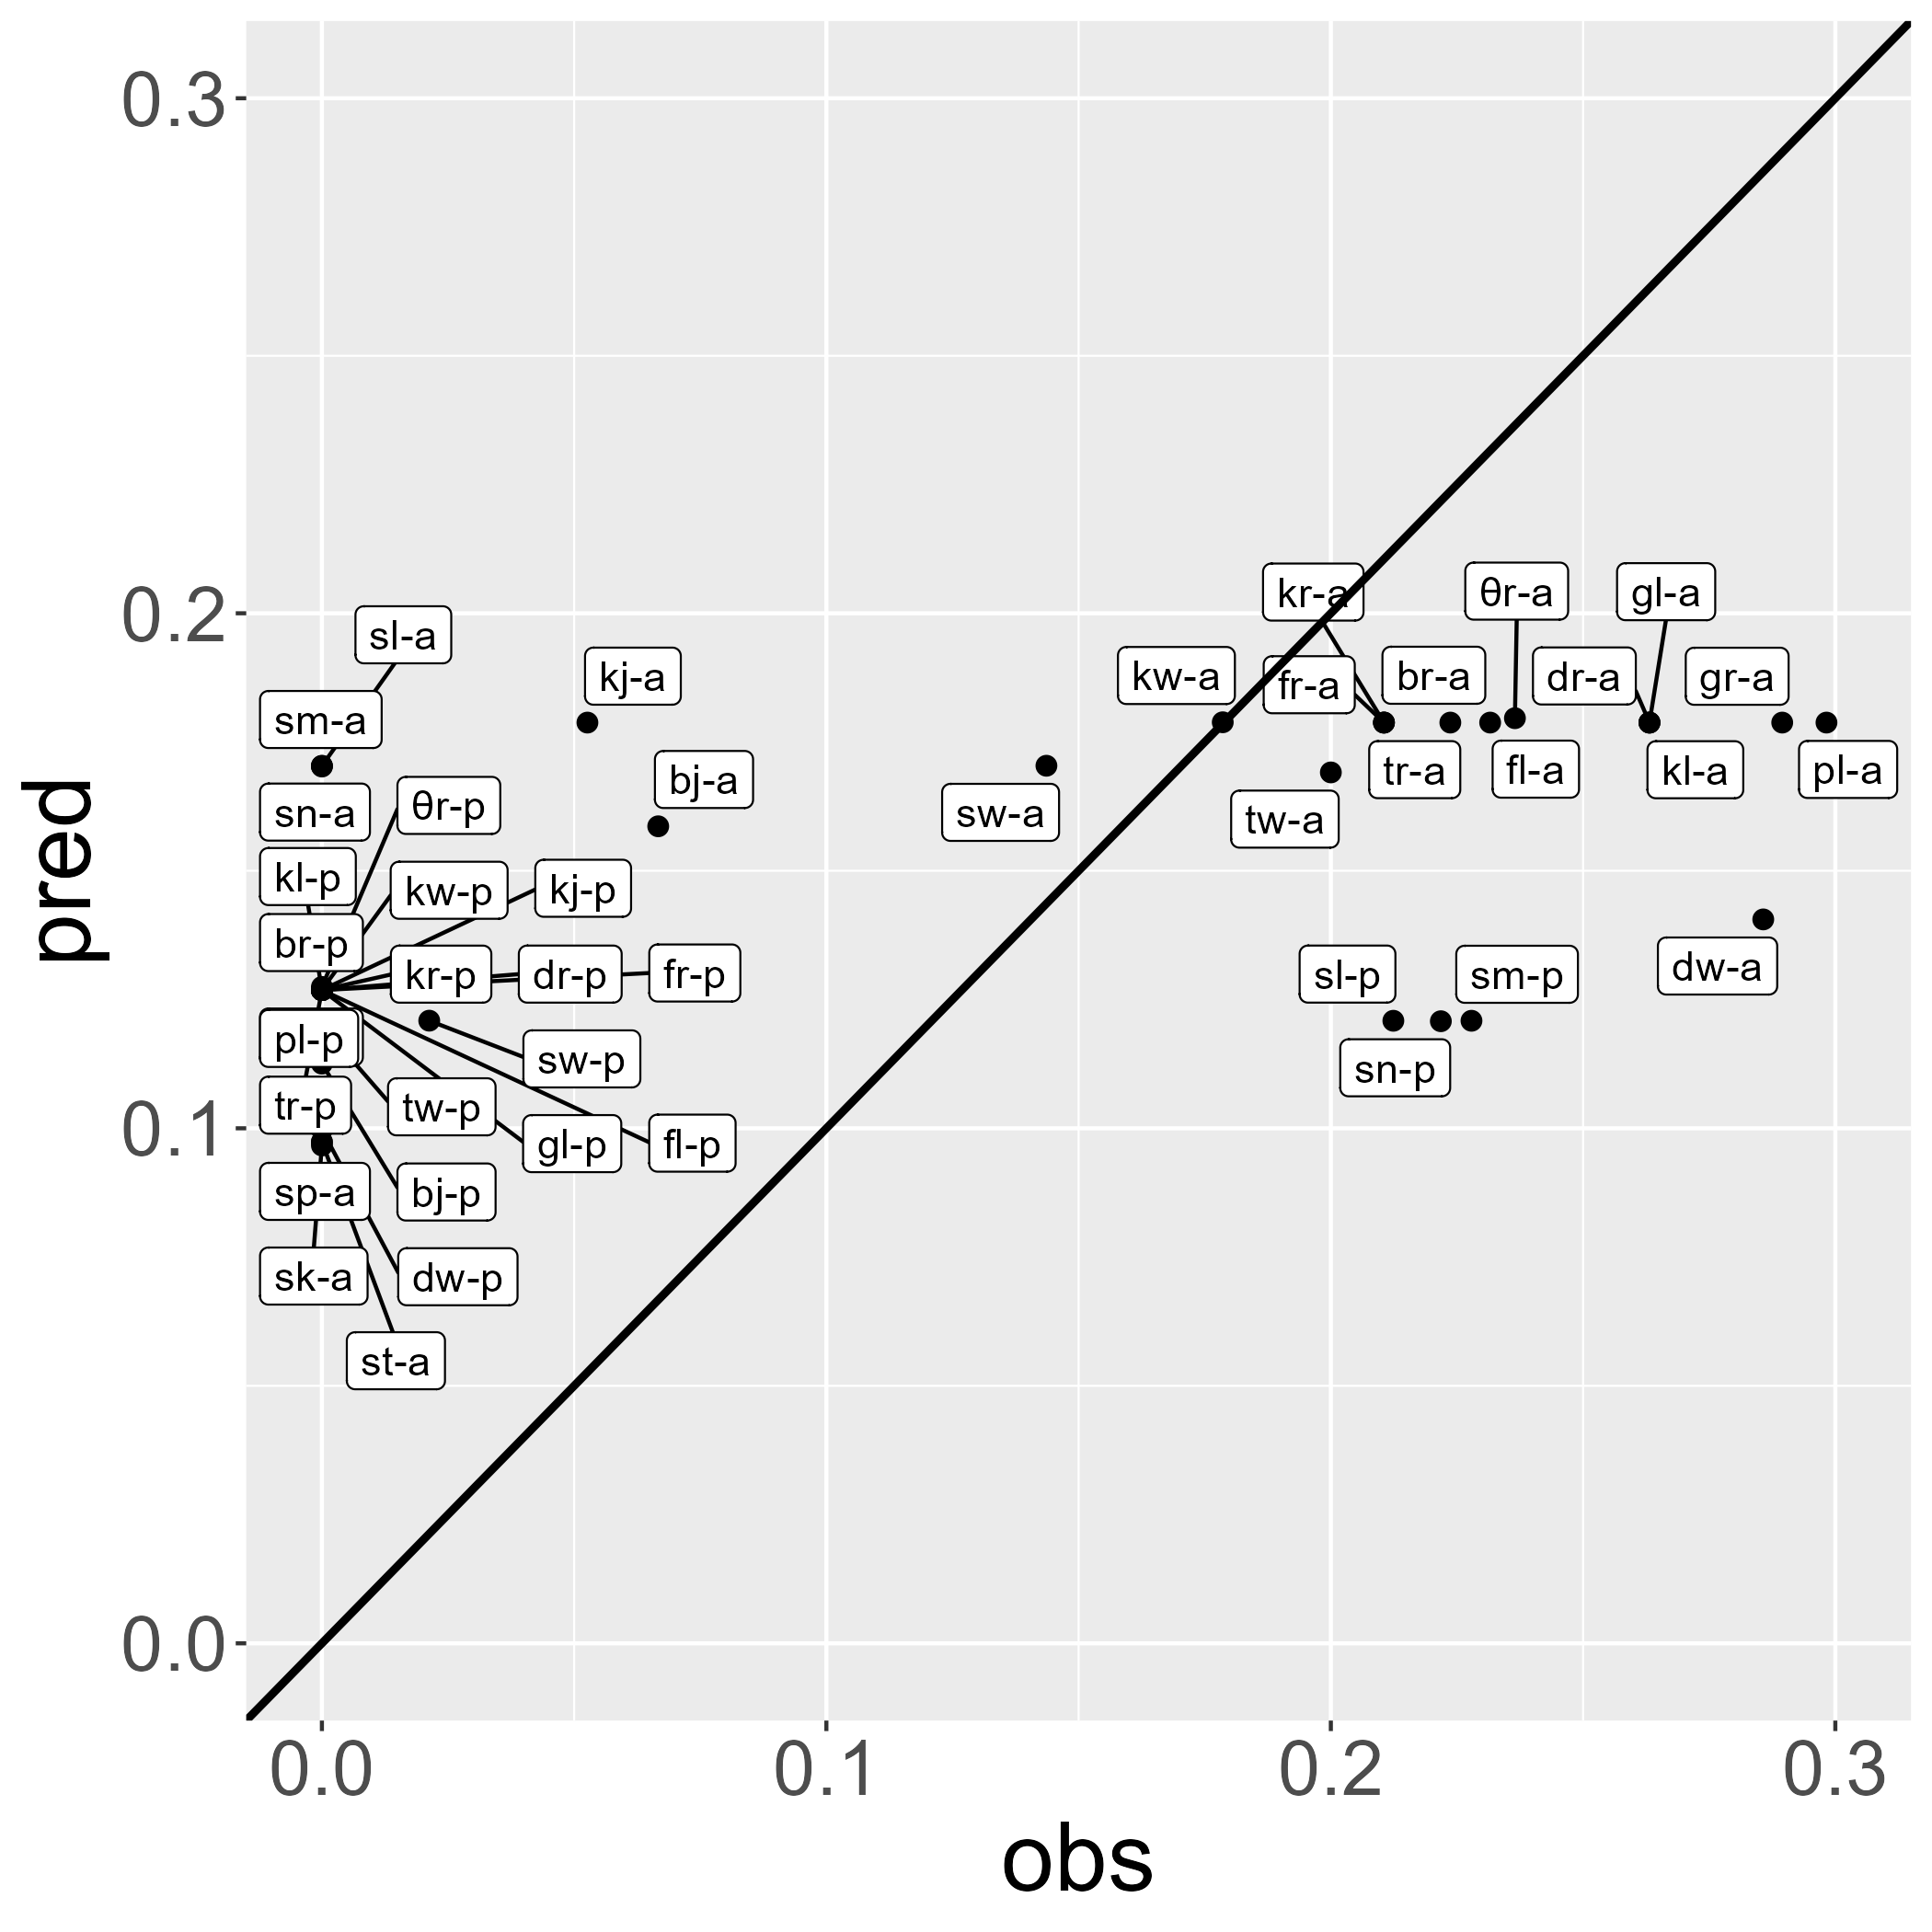 0.3
0.2
0.1
0.0
pred
kr-a
θr-a
gl-a
sl-a
kj-a
kw-a
fr-a
br-a
dr-a
gr-a
sm-a
bj-a
tr-a
fl-a
kl-a
pl-a
sn-a
θr-p
sw-a
tw-a
kl-p
kw-p
kj-p
br-p
kr-p
dr-p
fr-p
sl-p
sm-p
dw-a
pl-p
sw-p
sn-p
tr-p
tw-p
gl-p
fl-p
sp-a
bj-p
sk-a
dw-p
st-a
0.0
0.1
0.2
0.3
obs